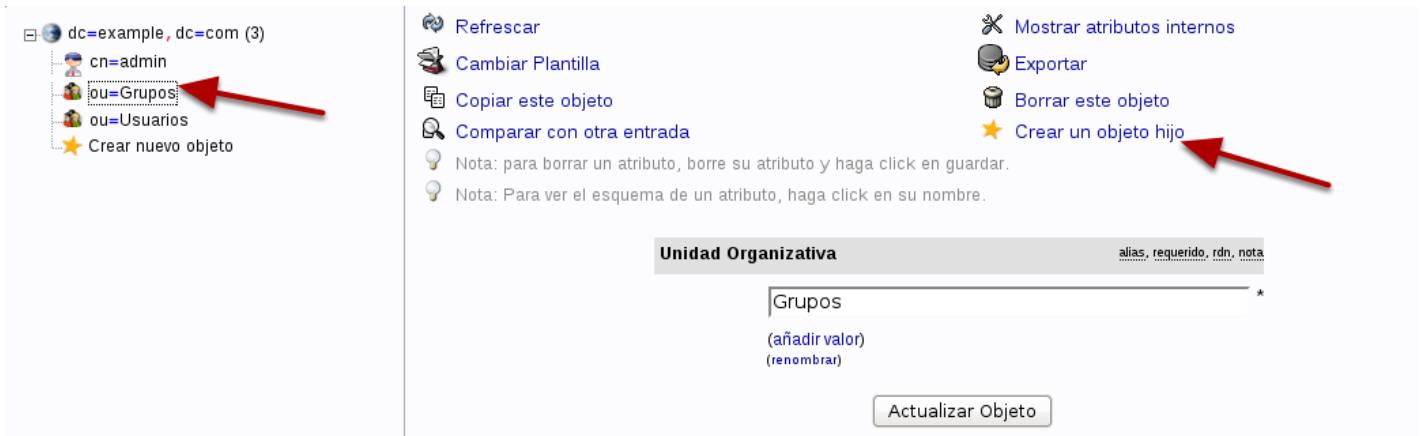 dc=example, dc=com (3)
cn=admin
ou=Grupos
ou=Usuarios
Crear nuevo objeto
Refrescar
Mostrar atributos internos
Cambiar Plantilla
Exportar
Copiar este objeto
Borrar este objeto
Comparar con otra entrada
Crear un objeto hijo
Nota: para borrar un atributo, borre su atributo y haga click en guardar.
Nota: Para ver el esquema de un atributo, haga click en su nombre.
Unidad Organizativa
alias, requerido, rdn, nota
Grupos *
(añadir valor)
(renombrar)
Actualizar Objeto